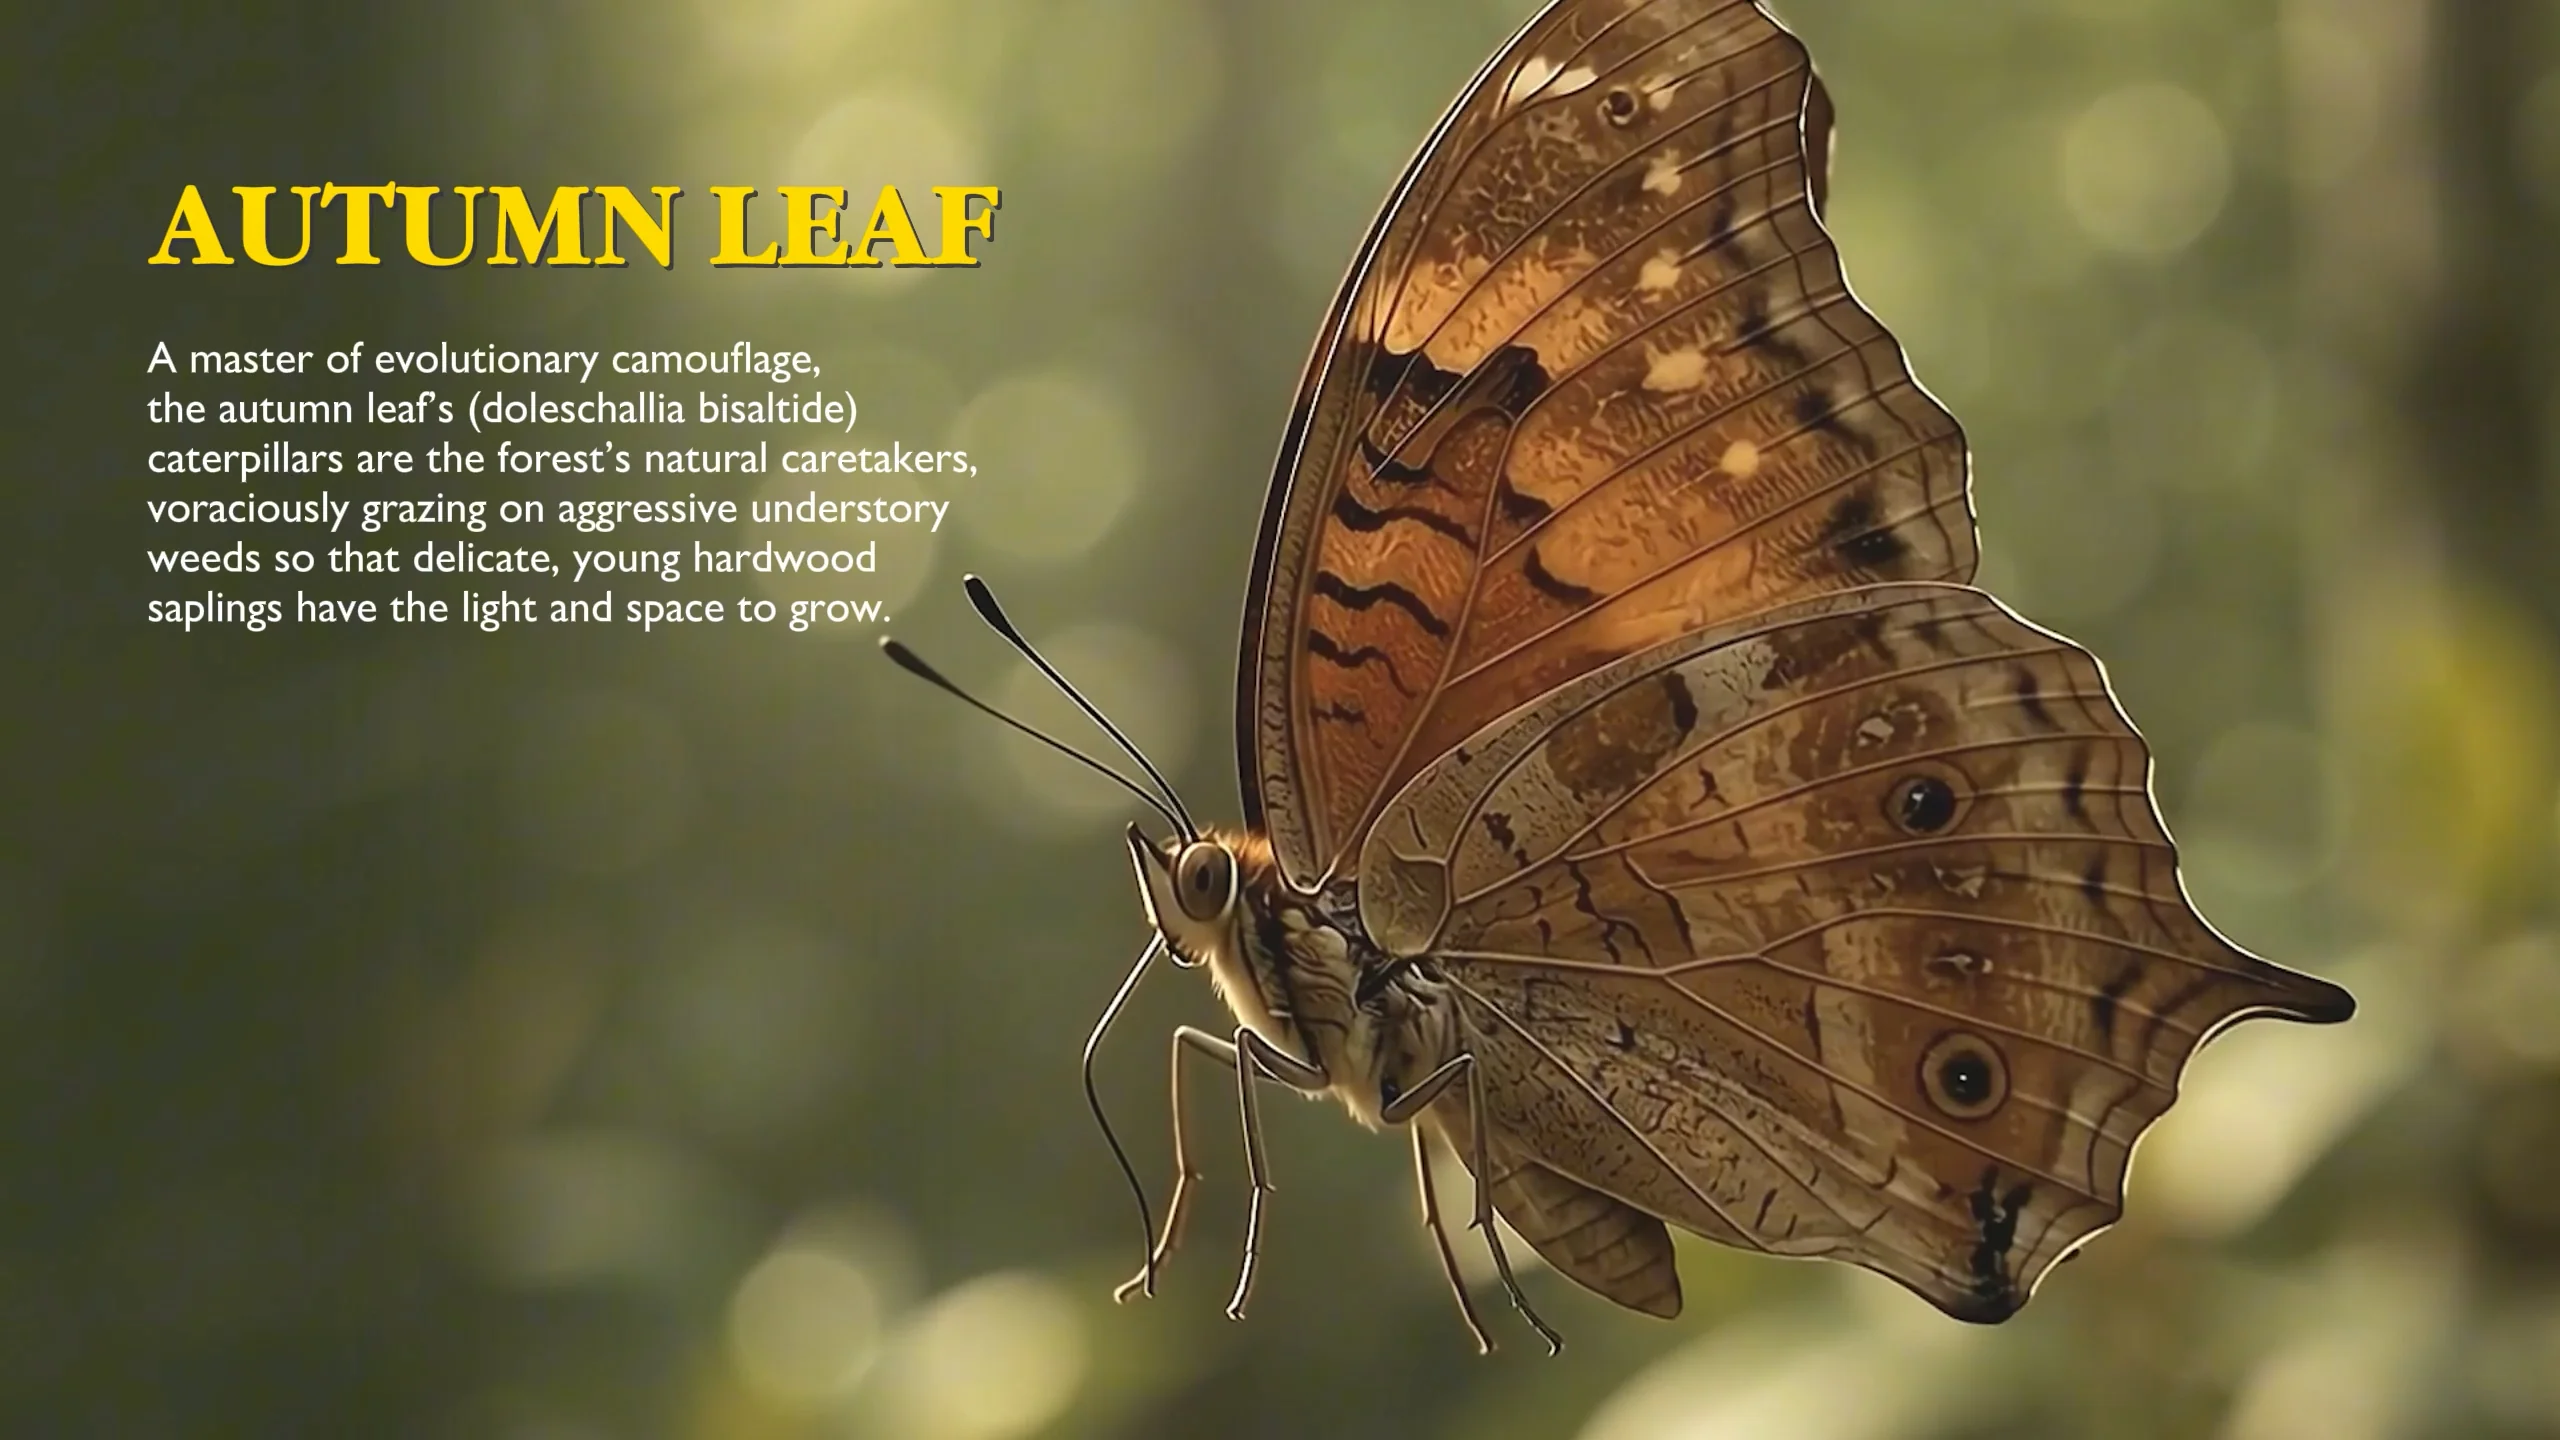 AUTUMN LEAF
A master of evolutionary camouflage,
the autumn leaf’s (doleschallia bisaltide)
caterpillars are the forest’s natural caretakers,
voraciously grazing on aggressive understory
weeds so that delicate, young hardwood
saplings have the light and space to grow.